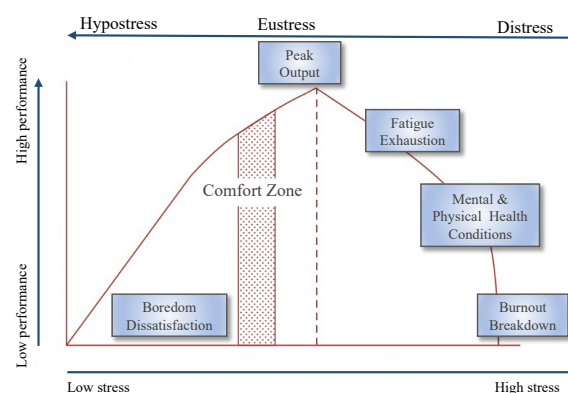 Hypostress Eustress Distress
Peak
Output
High performance
Fatigue
Exhaustion
Comfort Zone
Mental &
Physical Health
Conditions
Low performance
Boredom
Dissatisfaction
Burnout
Breakdown
Low stress High stress